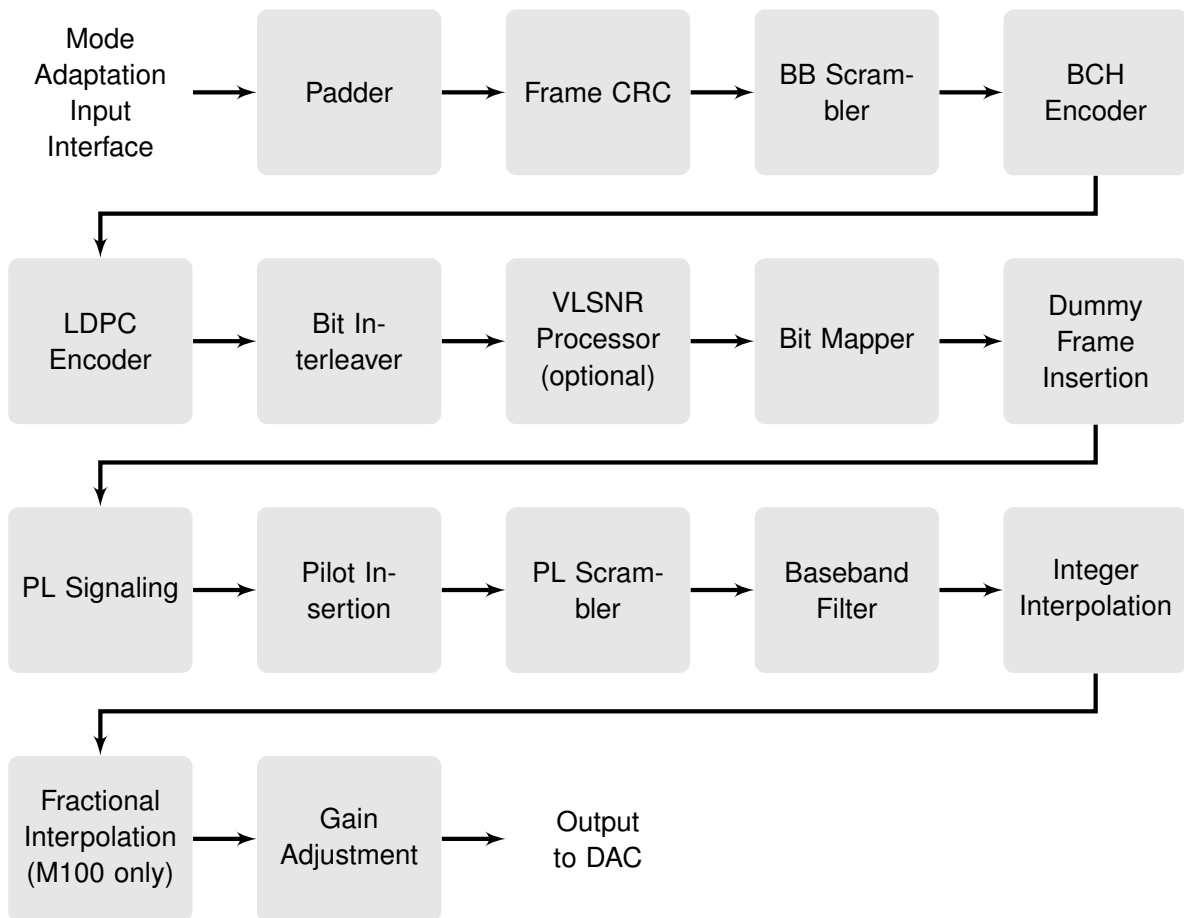 Mode
Adaptation
Input
Interface
Padder
Frame CRC
BB Scram-
bler
BCH
Encoder
LDPC
Encoder
Bit In-
terleaver
VLSNR
Processor
(optional)
Bit Mapper
Dummy
Frame
Insertion
PL Signaling
Pilot In-
sertion
PL Scram-
bler
Baseband
Filter
Integer
Interpolation
Fractional
Interpolation
(M100 only)
Gain
Adjustment
Output
to DAC